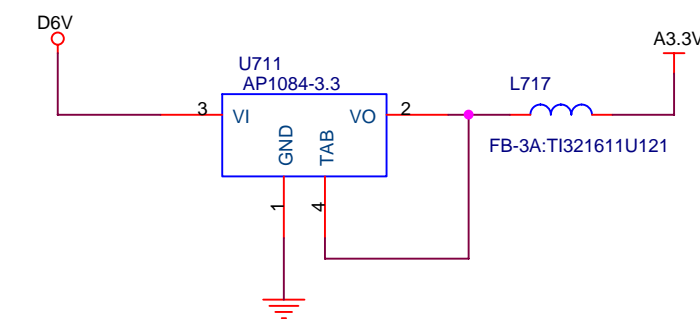 D6V
A3.3V
U711
AP1084-3.3
L717
3
VI
VO
2
FB-3A:TI321611U121
GND
TAB
1
4